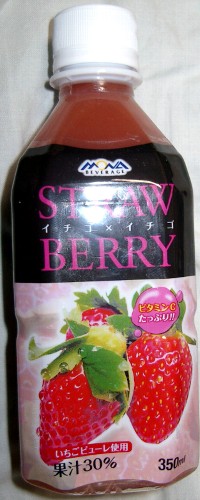 MONA
BEVERAGE
STRAW
イチゴ×イチゴ
BERRY
ビタミンC
たっぷり!!
いちごピューレ使用
果汁30%
350ml